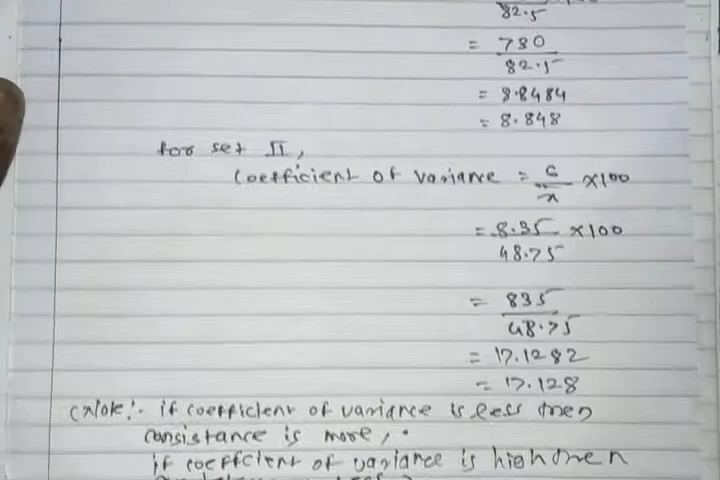 82.5
= 730
82.5
= 8.8484
= 8.848
for set II,
Coefficient of variance = σ/x̄ ×100
= 8.35 ×100
48.75
= 835
48.75
= 17.1282
= 17.128
(Note:- if coefficient of variance is less then
consistance is more,
if coefficient of variance is high then